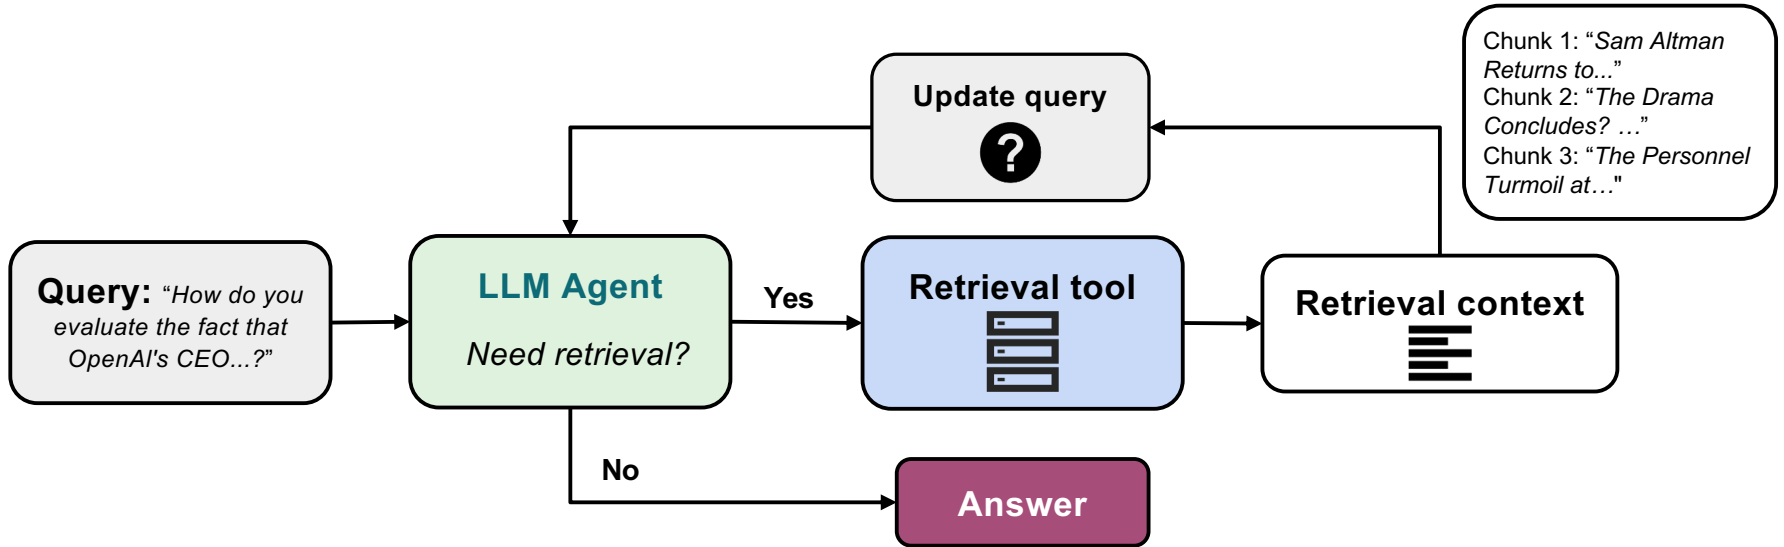 Chunk 1: “Sam Altman
Returns to...”
Chunk 2: “The Drama
Concludes? …”
Chunk 3: “The Personnel
Turmoil at…"
Update query
?
Query: “How do you
evaluate the fact that
OpenAI's CEO...?”
LLM Agent
Need retrieval?
Yes
Retrieval tool
Retrieval context
No
Answer